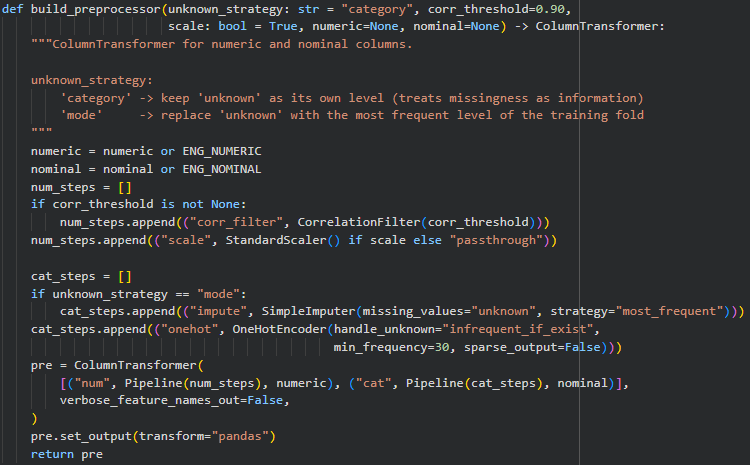 def build_preprocessor(unknown_strategy: str = "category", corr_threshold=0.90,
                       scale: bool = True, numeric=None, nominal=None) -> ColumnTransformer:
    """ColumnTransformer for numeric and nominal columns.

    unknown_strategy:
        'category' -> keep 'unknown' as its own level (treats missingness as information)
        'mode'     -> replace 'unknown' with the most frequent level of the training fold
    """
    numeric = numeric or ENG_NUMERIC
    nominal = nominal or ENG_NOMINAL
    num_steps = []
    if corr_threshold is not None:
        num_steps.append(("corr_filter", CorrelationFilter(corr_threshold)))
    num_steps.append(("scale", StandardScaler() if scale else "passthrough"))

    cat_steps = []
    if unknown_strategy == "mode":
        cat_steps.append(("impute", SimpleImputer(missing_values="unknown", strategy="most_frequent")))
    cat_steps.append(("onehot", OneHotEncoder(handle_unknown="infrequent_if_exist",
                                              min_frequency=30, sparse_output=False)))
    pre = ColumnTransformer(
        [("num", Pipeline(num_steps), numeric), ("cat", Pipeline(cat_steps), nominal)],
        verbose_feature_names_out=False,
    )
    pre.set_output(transform="pandas")
    return pre